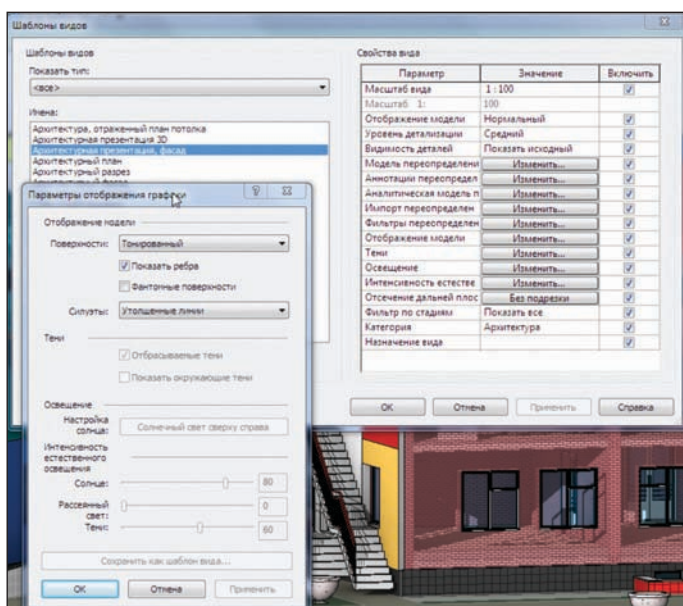 Шаблоны видов
Шаблоны видов
Показать тип:
<все>
Имена:
Архитектура, отраженный план потолка
Архитектурная презентация 3D
Архитектурная презентация, фасад
Архитектурный план
Архитектурный разрез
Свойства вида
Параметр Значение Включить
Масштаб вида 1 : 100
Масштаб 1: 100
Отображение модели Нормальный
Уровень детализации Средний
Видимость деталей Показать исходный
Модель переопределени Изменить...
Аннотации переопредел Изменить...
Аналитическая модель п Изменить...
Импорт переопределен Изменить...
Фильтры переопределен Изменить...
Отображение модели Изменить...
Тени Изменить...
Освещение Изменить...
Интенсивность естестве Изменить...
Отсечение дальней плос Без подрезки
Фильтр по стадиям Показать все
Категория Архитектура
Назначение вида
ОК Отмена Применить Справка
Параметры отображения графики
Отображение модели
Поверхности: Тонированный
Показать ребра
Фантомные поверхности
Силуэты: Утолщенные линии
Тени
Отбрасываемые тени
Показать окружающие тени
Освещение
Настройка солнца: Солнечный свет сверху справа
Интенсивность
естественного
освещения
Солнце: 80
Рассеянный свет: 0
Тени: 60
Сохранить как шаблон вида...
ОК Отмена Применить